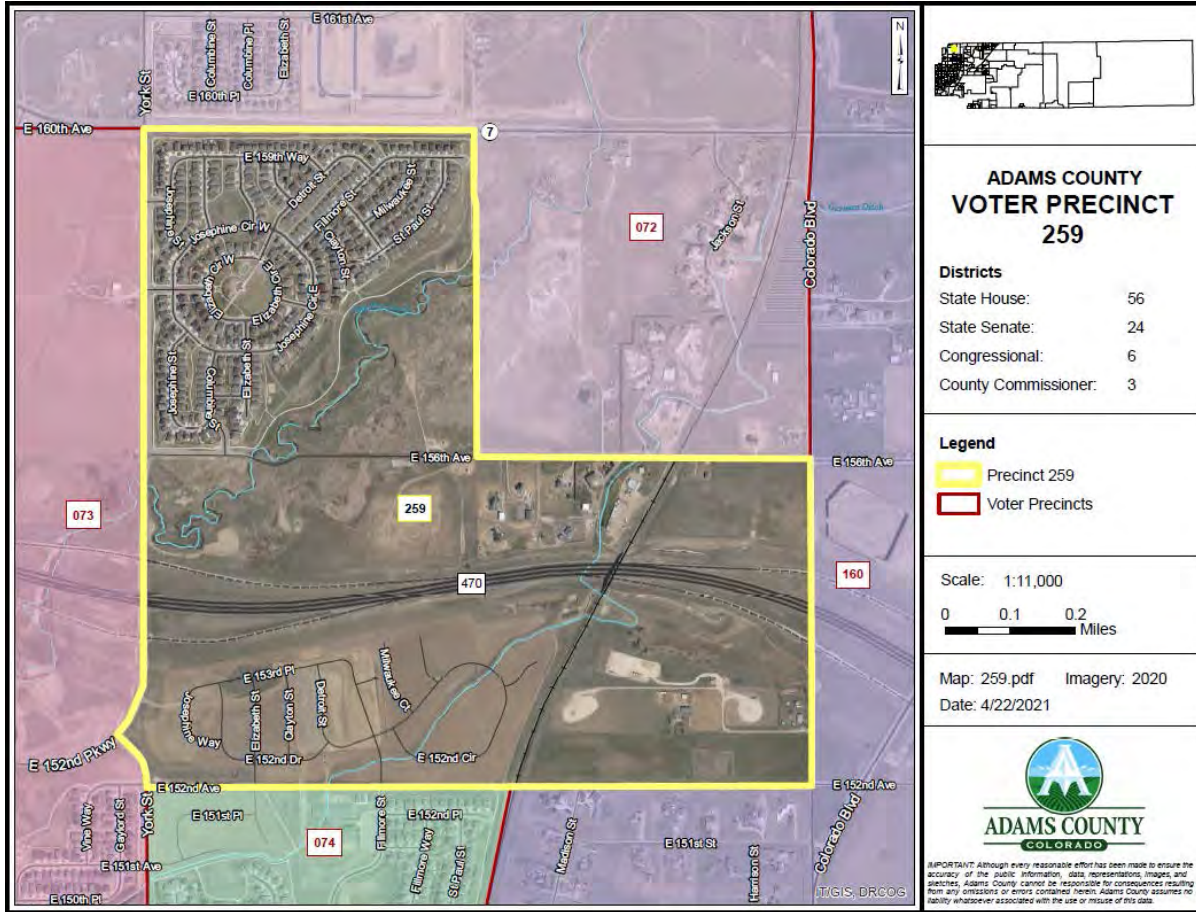 E 161st Ave
N
York St
Columbine St
Columbine Pl
Elizabeth St
E 160th Pl
E 160th Ave
7
E 159th Way
Detroit St
Fillmore St
Milwaukee St
St Paul St
Clayton St
Josephine St
Josephine Cir W
Elizabeth Cir W
Elizabeth Cir E
Josephine Cir E
Josephine St
Columbine St
Elizabeth St
072
Jackson St
Colorado Blvd
E 156th Ave
E 156th Ave
073
259
470
160
E 153rd Pl
Milwaukee Ct
Josephine Way
Elizabeth St
Clayton St
Detroit St
E 152nd Dr
E 152nd Cir
E 152nd Pkwy
E 152nd Ave
E 152nd Ave
York St
Vine Way
Gaylord St
E 151st Pl
Fillmore St
E 152nd Pl
Colorado Blvd
074
Fillmore Way
St Paul St
Madison St
E 151st St
Harrison St
E 151st Ave
E 150th Pl
ADAMS COUNTY
VOTER PRECINCT
259
Districts
State House: 56
State Senate: 24
Congressional: 6
County Commissioner: 3
Legend
Precinct 259
Voter Precincts
Scale: 1:11,000
0 0.1 0.2
Miles
Map: 259.pdf Imagery: 2020
Date: 4/22/2021
ADAMS COUNTY
COLORADO
IMPORTANT: Although every reasonable effort has been made to ensure the
accuracy of the public information, data, representations, images, and
sketches, Adams County cannot be responsible for consequences resulting
from any omissions or errors contained herein. Adams County assumes no
liability whatsoever associated with the use or misuse of this data.